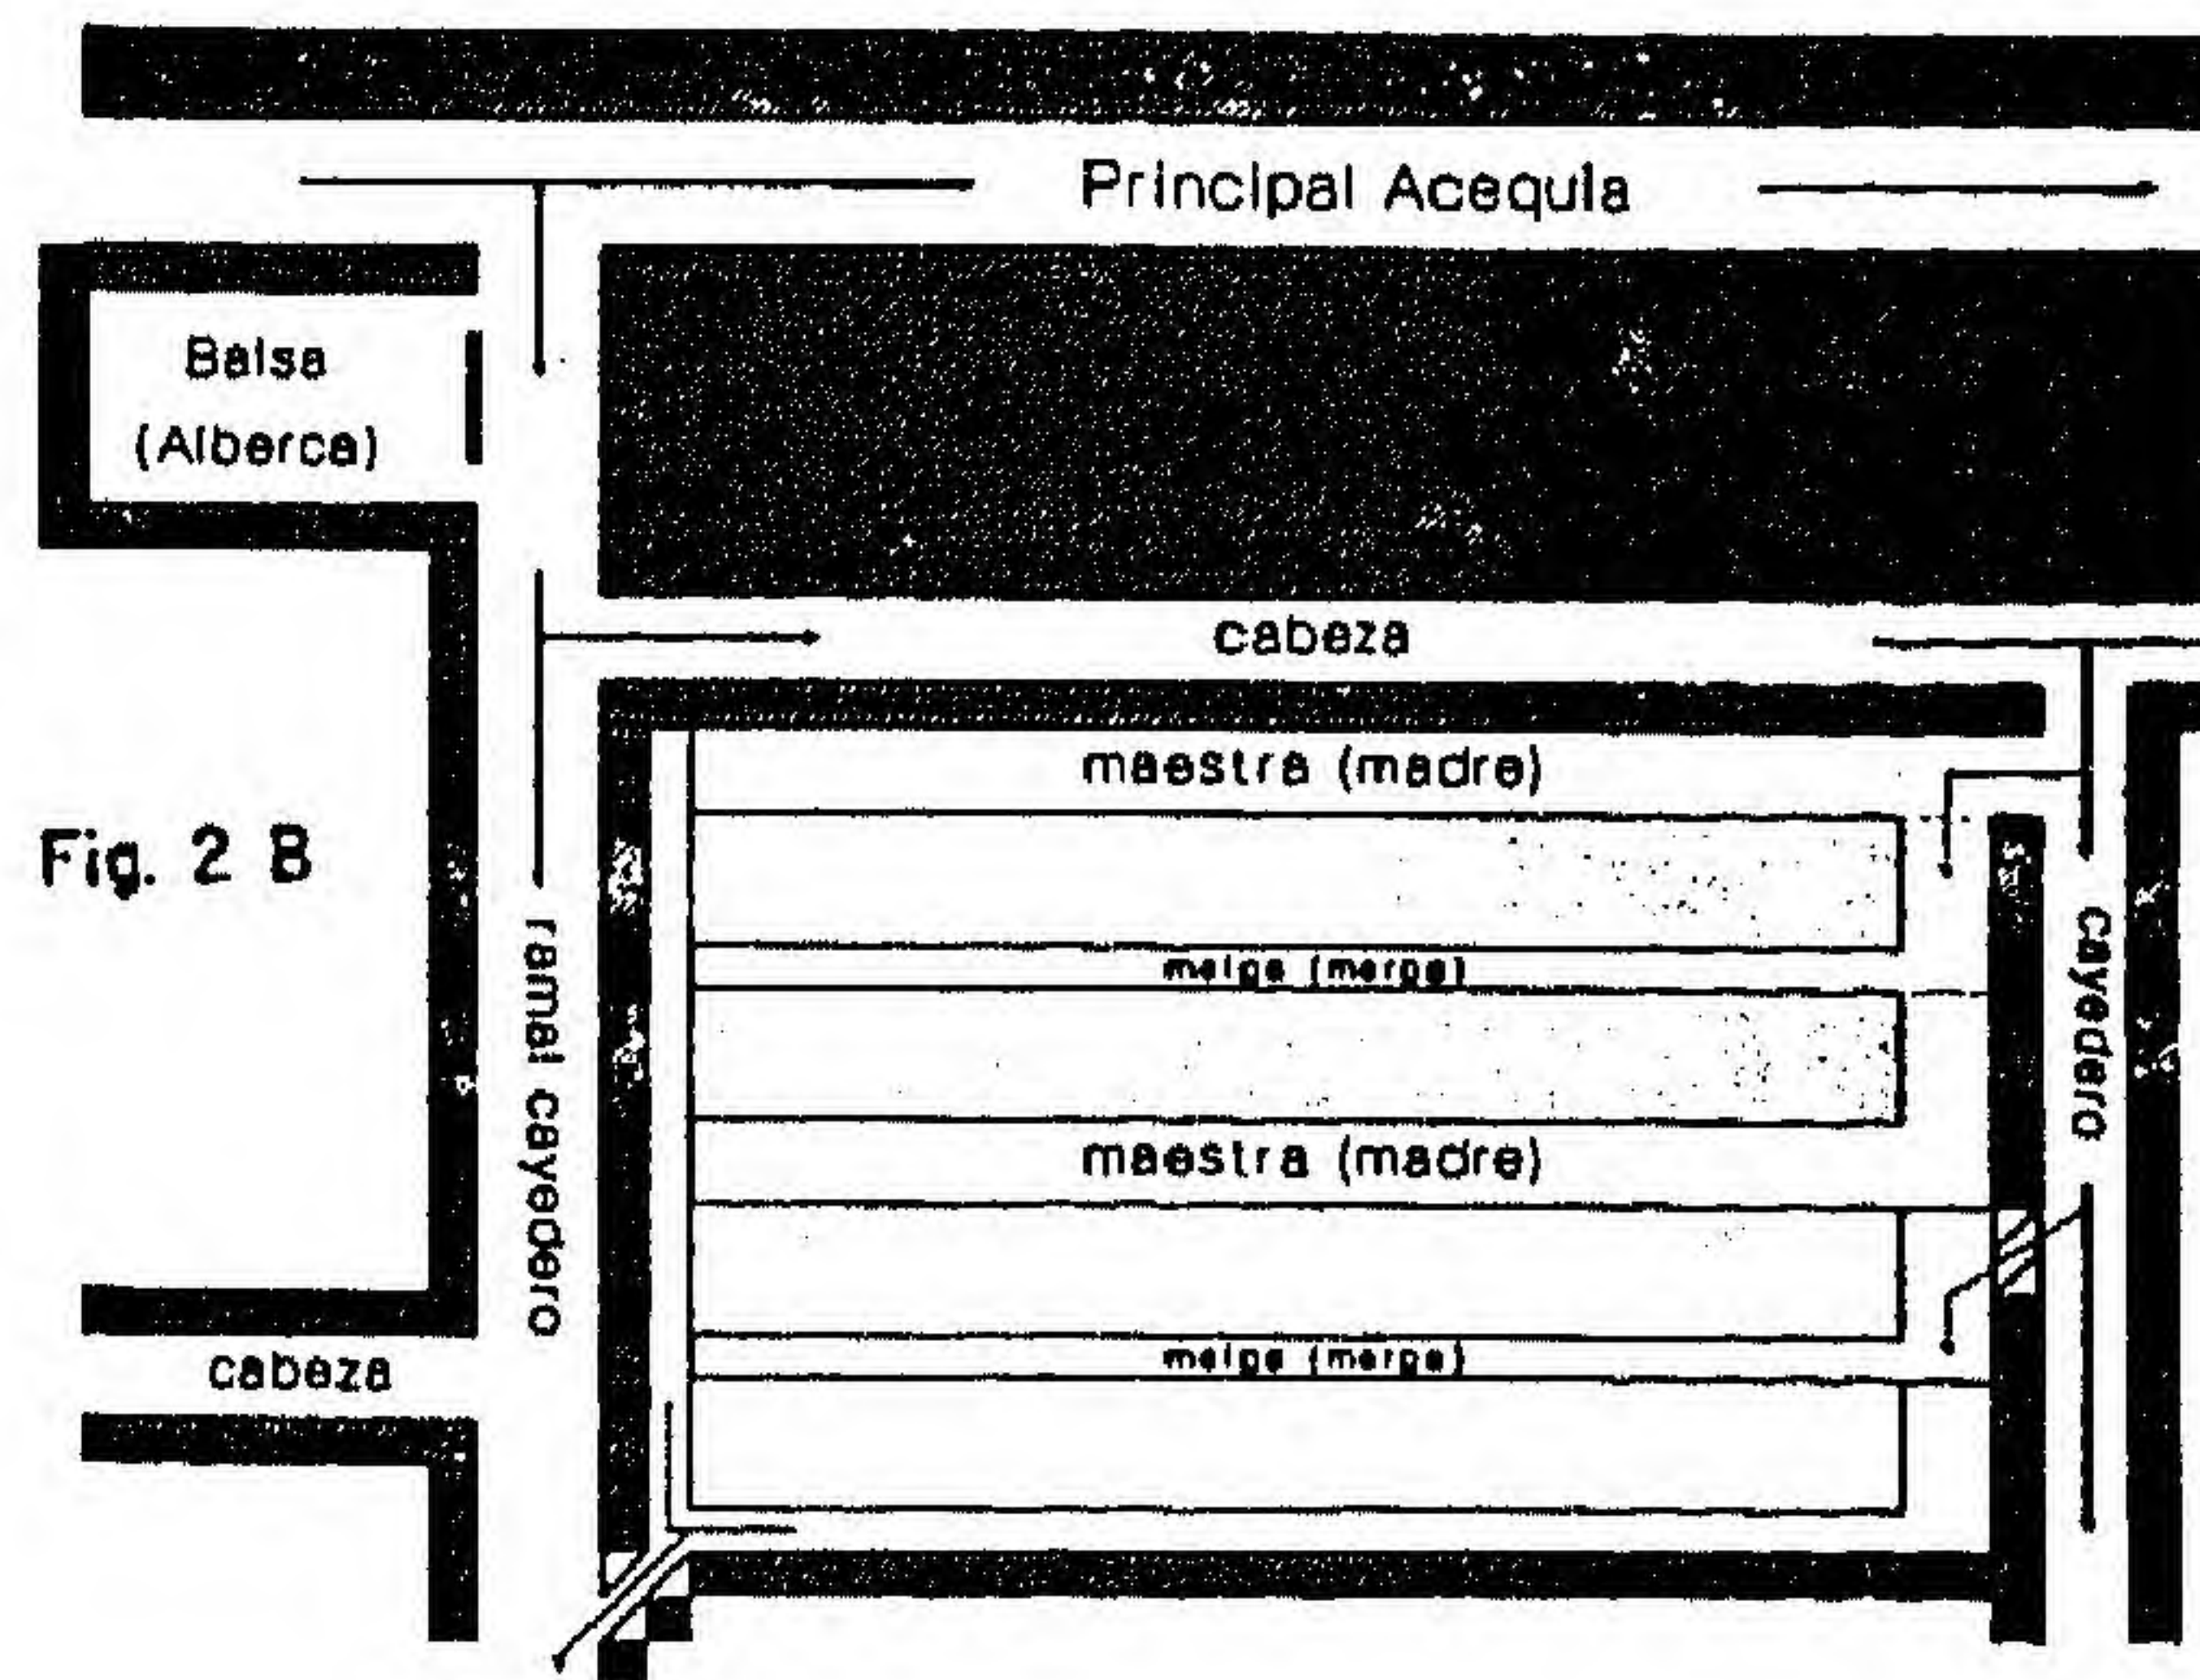 Principal Acequia
Balsa
(Alberca)
cabeza
maestra (madre)
Fig. 2 B
ramal cayedero
cayedero
melga (merga)
maestra (madre)
melga (merga)
cabeza